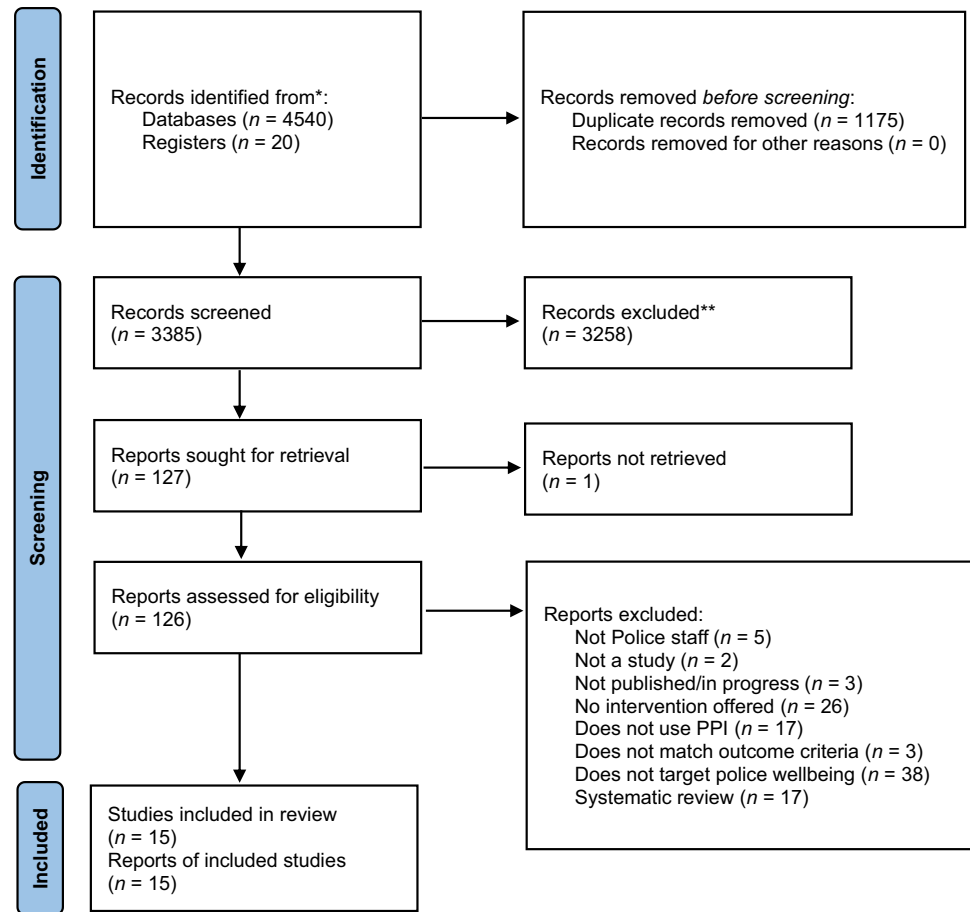 Identification
Records identified from*:
Databases (n = 4540)
Registers (n = 20)
Records removed before screening:
Duplicate records removed (n = 1175)
Records removed for other reasons (n = 0)
Screening
Records screened
(n = 3385)
Records excluded**
(n = 3258)
Reports sought for retrieval
(n = 127)
Reports not retrieved
(n = 1)
Reports assessed for eligibility
(n = 126)
Reports excluded:
Not Police staff (n = 5)
Not a study (n = 2)
Not published/in progress (n = 3)
No intervention offered (n = 26)
Does not use PPI (n = 17)
Does not match outcome criteria (n = 3)
Does not target police wellbeing (n = 38)
Systematic review (n = 17)
Included
Studies included in review
(n = 15)
Reports of included studies
(n = 15)